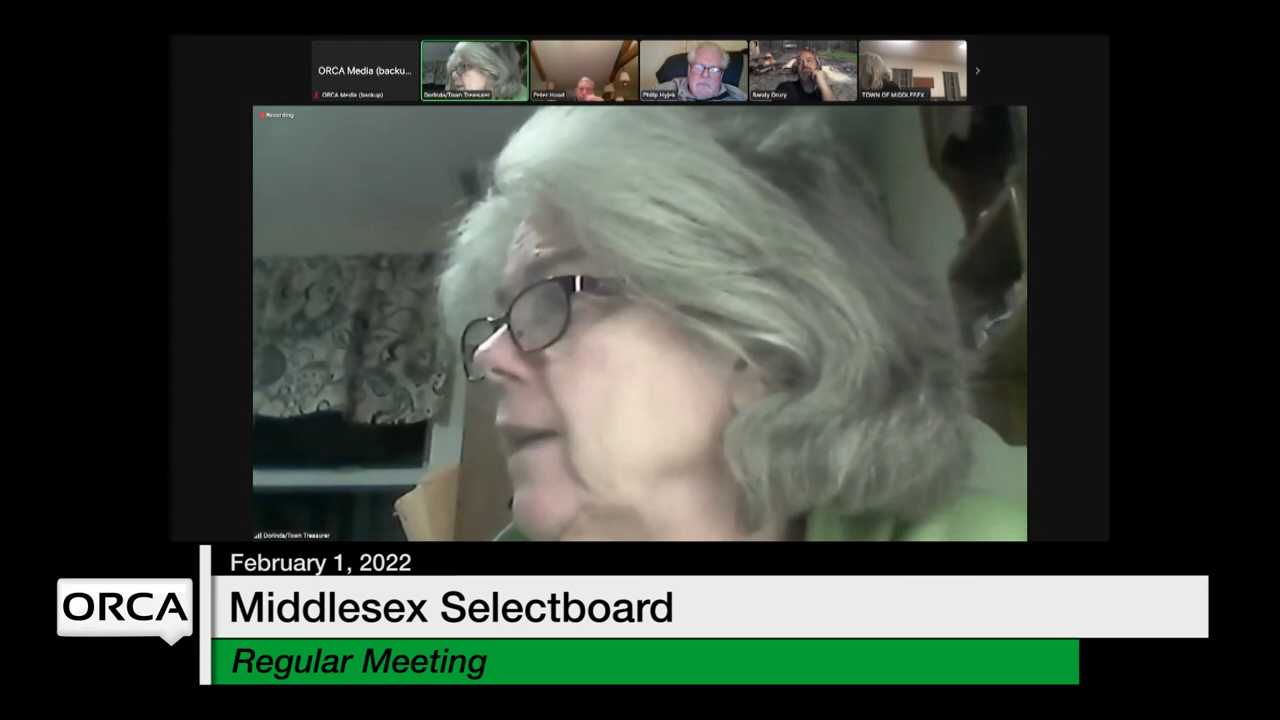 ORCA Media (backu...
ORCA Media (backup)
Dorinda/Town Treasurer
Peter Hood
Philip Hyjek
Randy Drury
TOWN OF MIDDLESEX
Recording
Dorinda/Town Treasurer
February 1, 2022
ORCA
Middlesex Selectboard
Regular Meeting